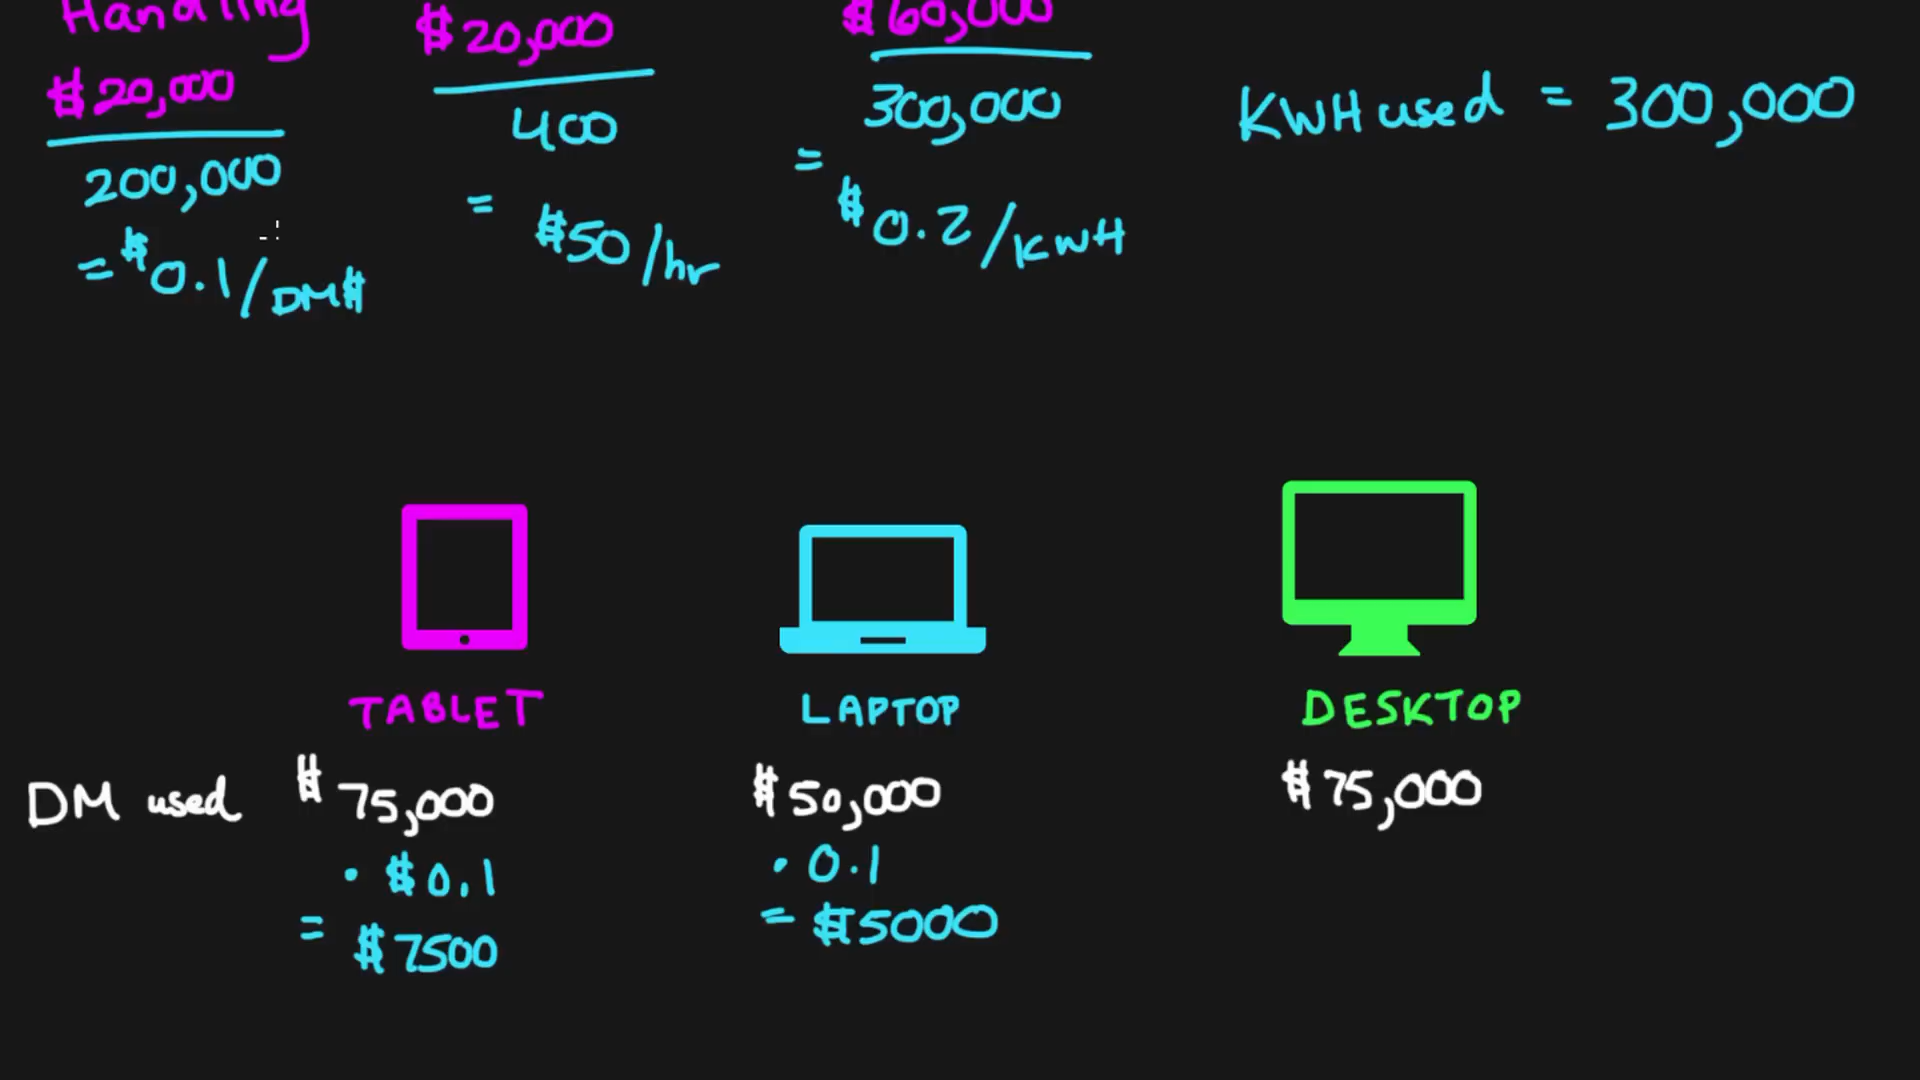 Handling
$20,000
200,000
= $0.1/DM$
$20,000
400
= $50/hr
$60,000
300,000
= $0.2/KWH
KWH used = 300,000
TABLET
LAPTOP
DESKTOP
DM used $75,000 $50,000 $75,000
· $0.1
= $7500
· 0.1
= $5000